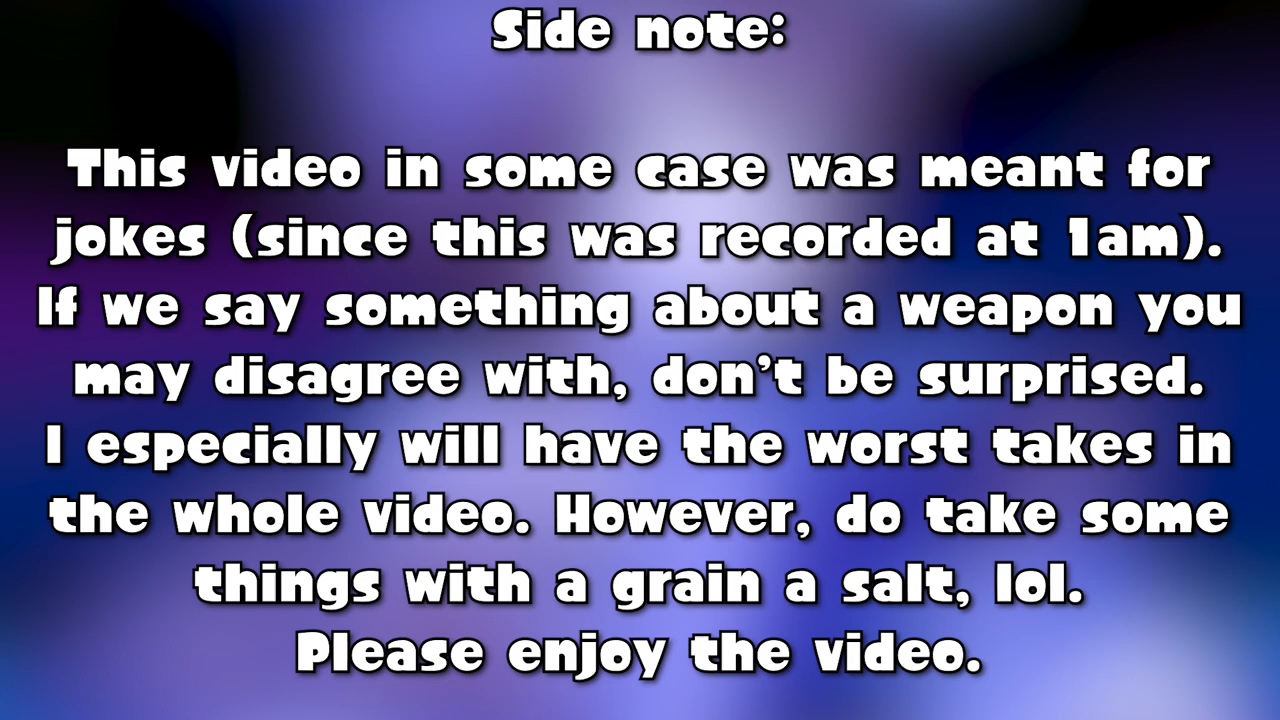 Side note:
This video in some case was meant for
jokes (since this was recorded at 1am).
If we say something about a weapon you
may disagree with, don't be surprised.
I especially will have the worst takes in
the whole video. However, do take some
things with a grain a salt, lol.
Please enjoy the video.